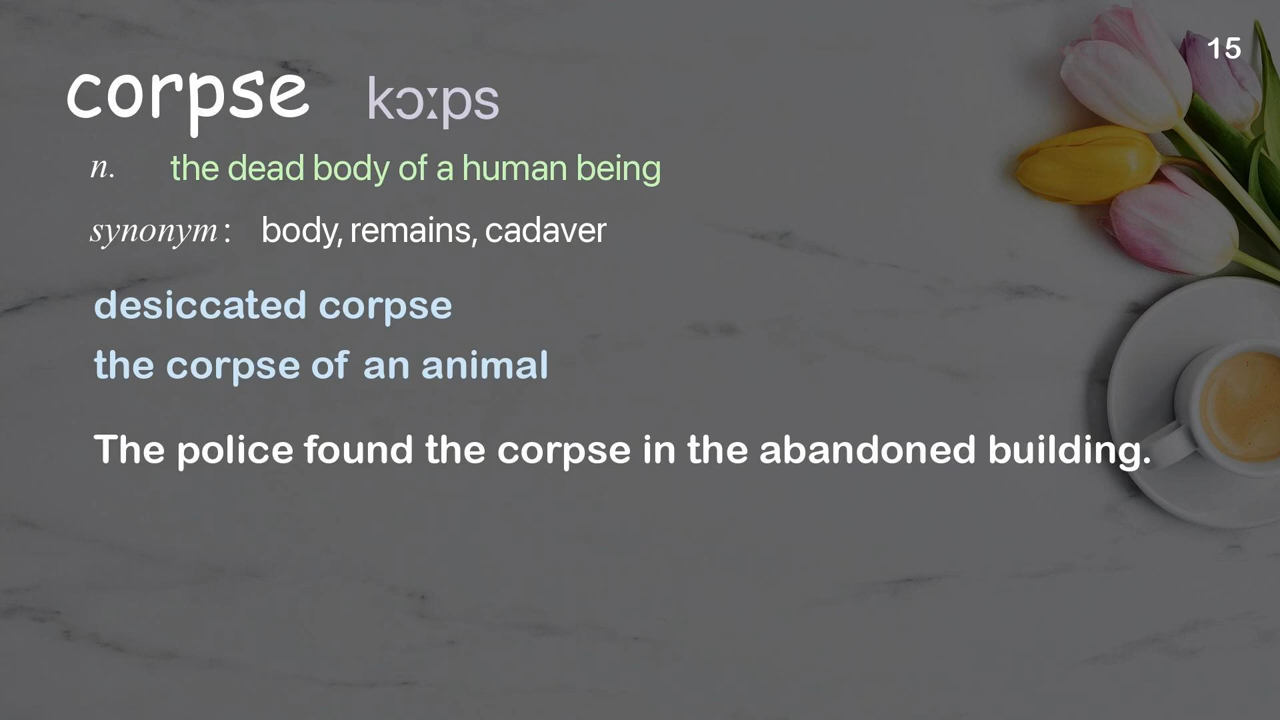 15
corpse kɔːps
n. the dead body of a human being
synonym: body, remains, cadaver
desiccated corpse
the corpse of an animal
The police found the corpse in the abandoned building.